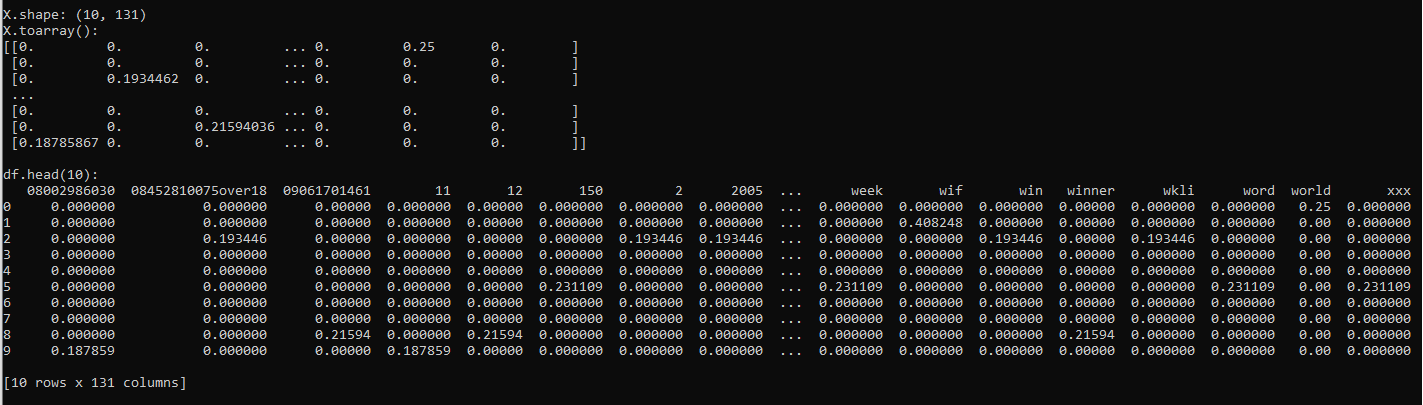 X.shape: (10, 131)
X.toarray():
[[0.         0.         0.         ... 0.         0.25       0.        ]
 [0.         0.         0.         ... 0.         0.         0.        ]
 [0.         0.1934462  0.         ... 0.         0.         0.        ]
 ...
 [0.         0.         0.         ... 0.         0.         0.        ]
 [0.         0.         0.21594036 ... 0.         0.         0.        ]
 [0.18785867 0.         0.         ... 0.         0.         0.        ]]
df.head(10):
   08002986030  08452810075over18  09061701461        11       12       150         2      2005  ...      week       wif       win   winner      wkli      word  world       xxx
0     0.000000           0.000000      0.00000  0.000000  0.00000  0.000000  0.000000  0.000000  ...  0.000000  0.000000  0.000000  0.00000  0.000000  0.000000   0.25  0.000000
1     0.000000           0.000000      0.00000  0.000000  0.00000  0.000000  0.000000  0.000000  ...  0.000000  0.408248  0.000000  0.00000  0.000000  0.000000   0.00  0.000000
2     0.000000           0.193446      0.00000  0.000000  0.00000  0.000000  0.193446  0.193446  ...  0.000000  0.000000  0.193446  0.00000  0.193446  0.000000   0.00  0.000000
3     0.000000           0.000000      0.00000  0.000000  0.00000  0.000000  0.000000  0.000000  ...  0.000000  0.000000  0.000000  0.00000  0.000000  0.000000   0.00  0.000000
4     0.000000           0.000000      0.00000  0.000000  0.00000  0.000000  0.000000  0.000000  ...  0.000000  0.000000  0.000000  0.00000  0.000000  0.000000   0.00  0.000000
5     0.000000           0.000000      0.00000  0.000000  0.00000  0.231109  0.000000  0.000000  ...  0.231109  0.000000  0.000000  0.00000  0.000000  0.231109   0.00  0.231109
6     0.000000           0.000000      0.00000  0.000000  0.00000  0.000000  0.000000  0.000000  ...  0.000000  0.000000  0.000000  0.00000  0.000000  0.000000   0.00  0.000000
7     0.000000           0.000000      0.00000  0.000000  0.00000  0.000000  0.000000  0.000000  ...  0.000000  0.000000  0.000000  0.00000  0.000000  0.000000   0.00  0.000000
8     0.000000           0.000000      0.21594  0.000000  0.21594  0.000000  0.000000  0.000000  ...  0.000000  0.000000  0.000000  0.21594  0.000000  0.000000   0.00  0.000000
9     0.187859           0.000000      0.00000  0.187859  0.00000  0.000000  0.000000  0.000000  ...  0.000000  0.000000  0.000000  0.00000  0.000000  0.000000   0.00  0.000000
[10 rows x 131 columns]